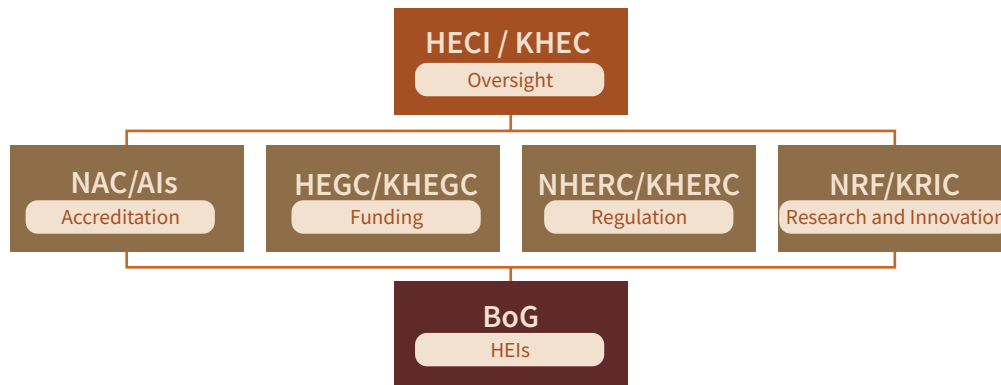 HECI / KHEC
Oversight
NAC/AIs
Accreditation
HEGC/KHEGC
Funding
NHERC/KHERC
Regulation
NRF/KRIC
Research and Innovation
BoG
HEIs